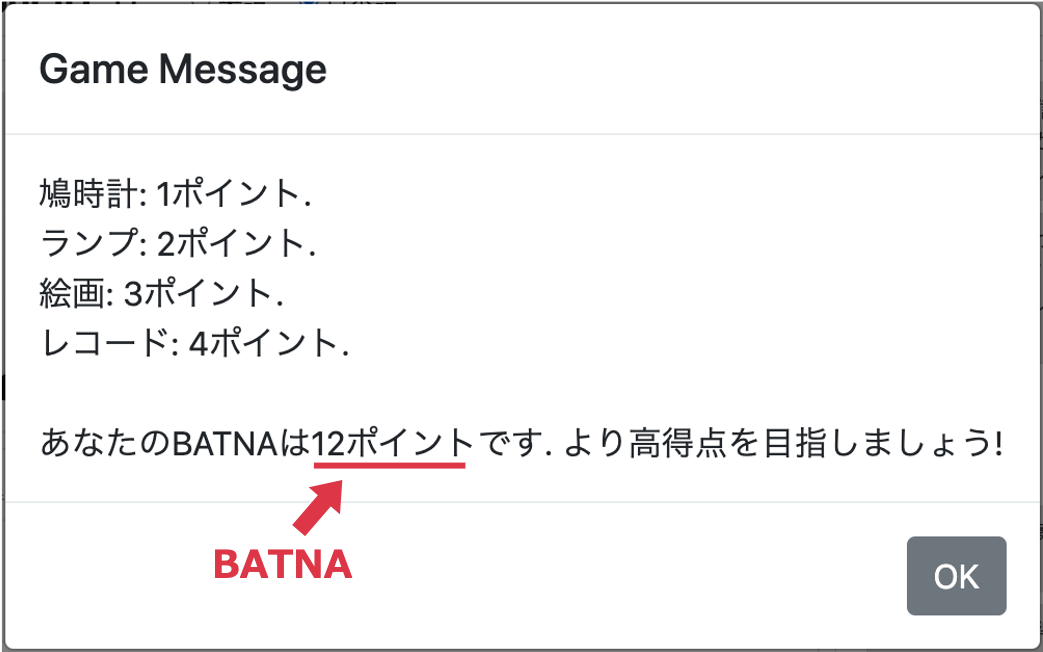 Game Message
鳩時計: 1ポイント.
ランプ: 2ポイント.
絵画: 3ポイント.
レコード: 4ポイント.
あなたのBATNAは12ポイントです. より高得点を目指しましょう!
BATNA
OK